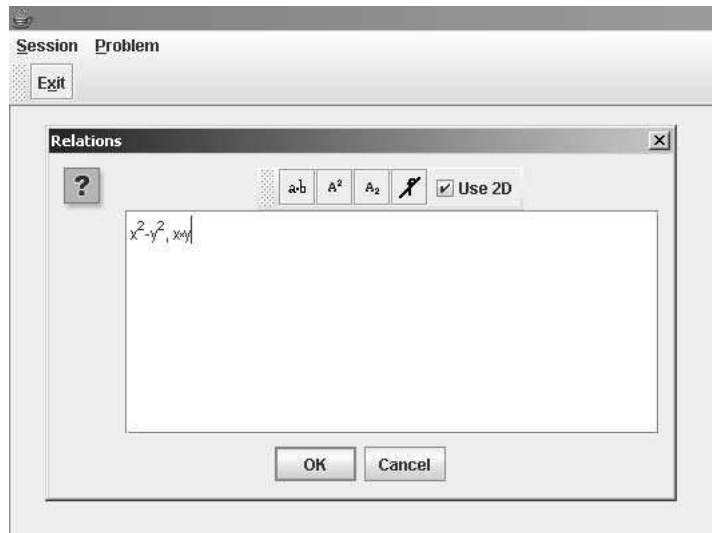 Session Problem
Exit
Relations
?
a·b A² A₂ Use 2D
x²-y², x*y
OK Cancel